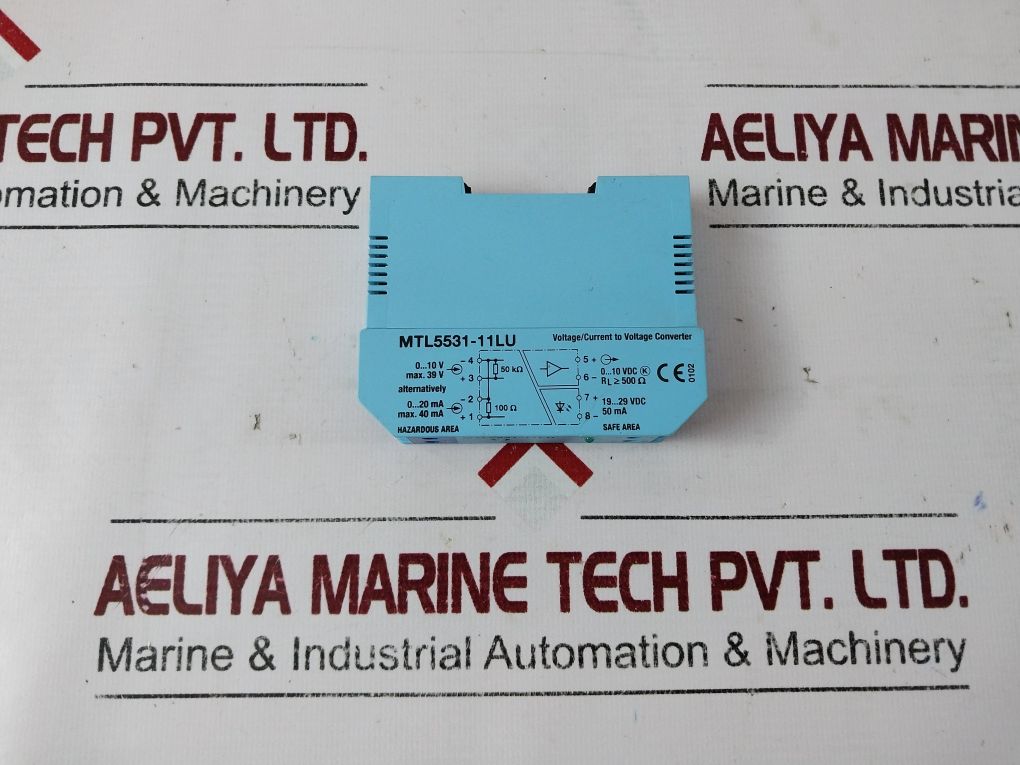 TECH PVT. LTD.
omation & Machinery
AELIYA MARIN
Marine & Industria
MTL5531-11LU
Voltage/Current to Voltage Converter
0...10 V
max. 39 V
alternatively
0...20 mA
max. 40 mA
HAZARDOUS AREA
- 4
+ 3
- 2
+ 1
50 kΩ
100 Ω
5 +
6 -
7 +
8 -
0...10 VDC K
RL ≥ 500 Ω
19...29 VDC
50 mA
SAFE AREA
CE 0102
AELIYA MARINE TECH PVT. LTD.
Marine & Industrial Automation & Machinery